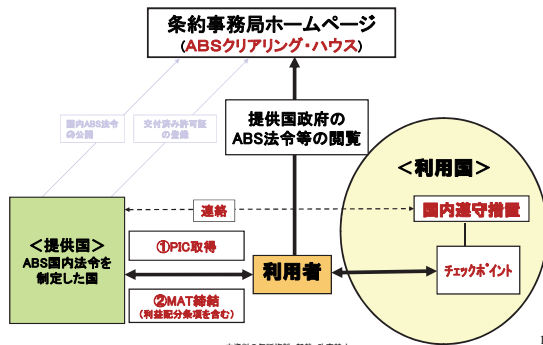 条約事務局ホームページ
(ABSクリアリング・ハウス)
国内ABS法令
の公開
交付済み許可証
の登録
提供国政府の
ABS法令等の閲覧
＜利用国＞
連絡
国内遵守措置
＜提供国＞
ABS国内法令を
制定した国
①PIC取得
利用者
チェックポイント
②MAT締結
(利益配分条項を含む)